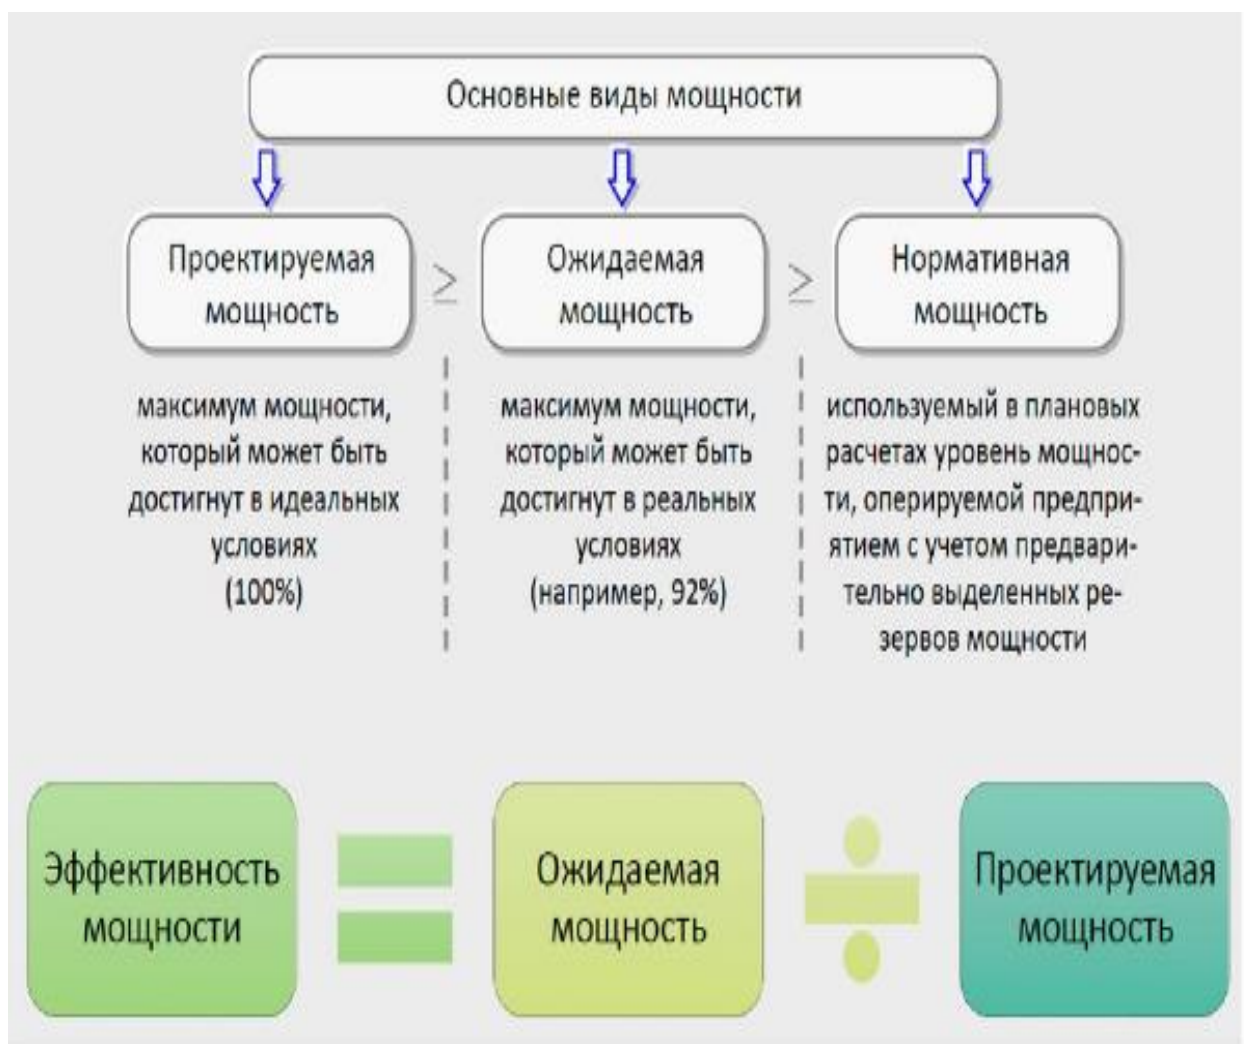 Основные виды мощности
Проектируемая
мощность
≥
Ожидаемая
мощность
≥
Нормативная
мощность
максимум мощности,
который может быть
достигнут в идеальных
условиях
(100%)
максимум мощности,
который может быть
достигнут в реальных
условиях
(например, 92%)
используемый в плановых
расчетах уровень мощнос-
ти, оперируемой предпри-
ятием с учетом предвари-
тельно выделенных ре-
зервов мощности
Эффективность
мощности
=
Ожидаемая
мощность
÷
Проектируемая
мощность